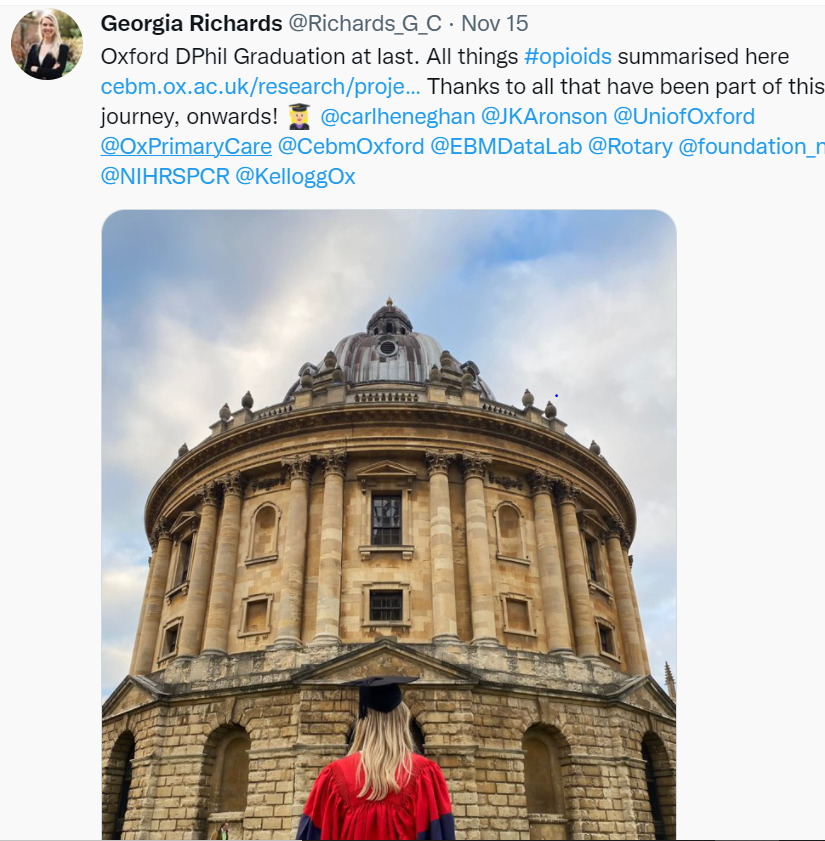 Georgia Richards @Richards_G_C · Nov 15
Oxford DPhil Graduation at last. All things #opioids summarised here
cebm.ox.ac.uk/research/proje... Thanks to all that have been part of this
journey, onwards! 👩🏼‍🎓 @carlheneghan @JKAronson @UniofOxford
@OxPrimaryCare @CebmOxford @EBMDataLab @Rotary @foundation_
@NIHRSPCR @KelloggOx